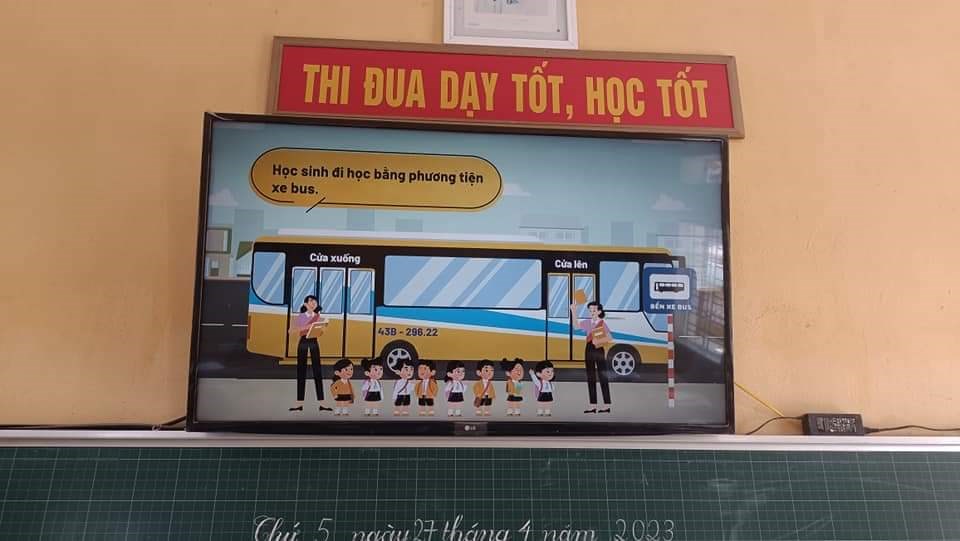 THI ĐUA DẠY TỐT, HỌC TỐT
Học sinh đi học bằng phương tiện
xe bus.
Cửa xuống
Cửa lên
BẾN XE BUS
43B - 296.22
LG
Thứ 5 ngày 27 tháng 4 năm 2023